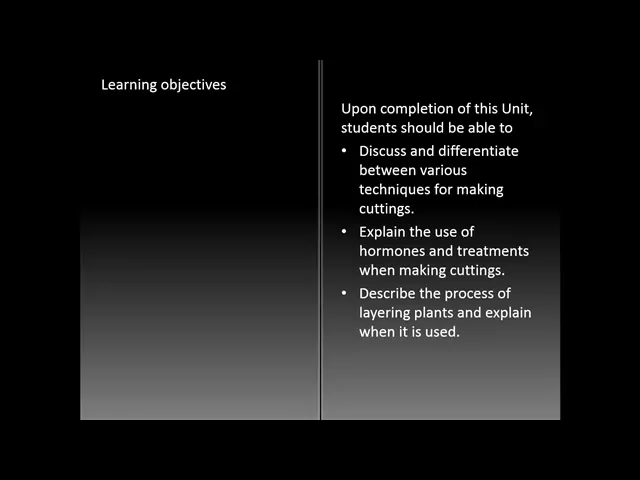 Learning objectives
Upon completion of this Unit,
students should be able to
• Discuss and differentiate
between various
techniques for making
cuttings.
• Explain the use of
hormones and treatments
when making cuttings.
• Describe the process of
layering plants and explain
when it is used.